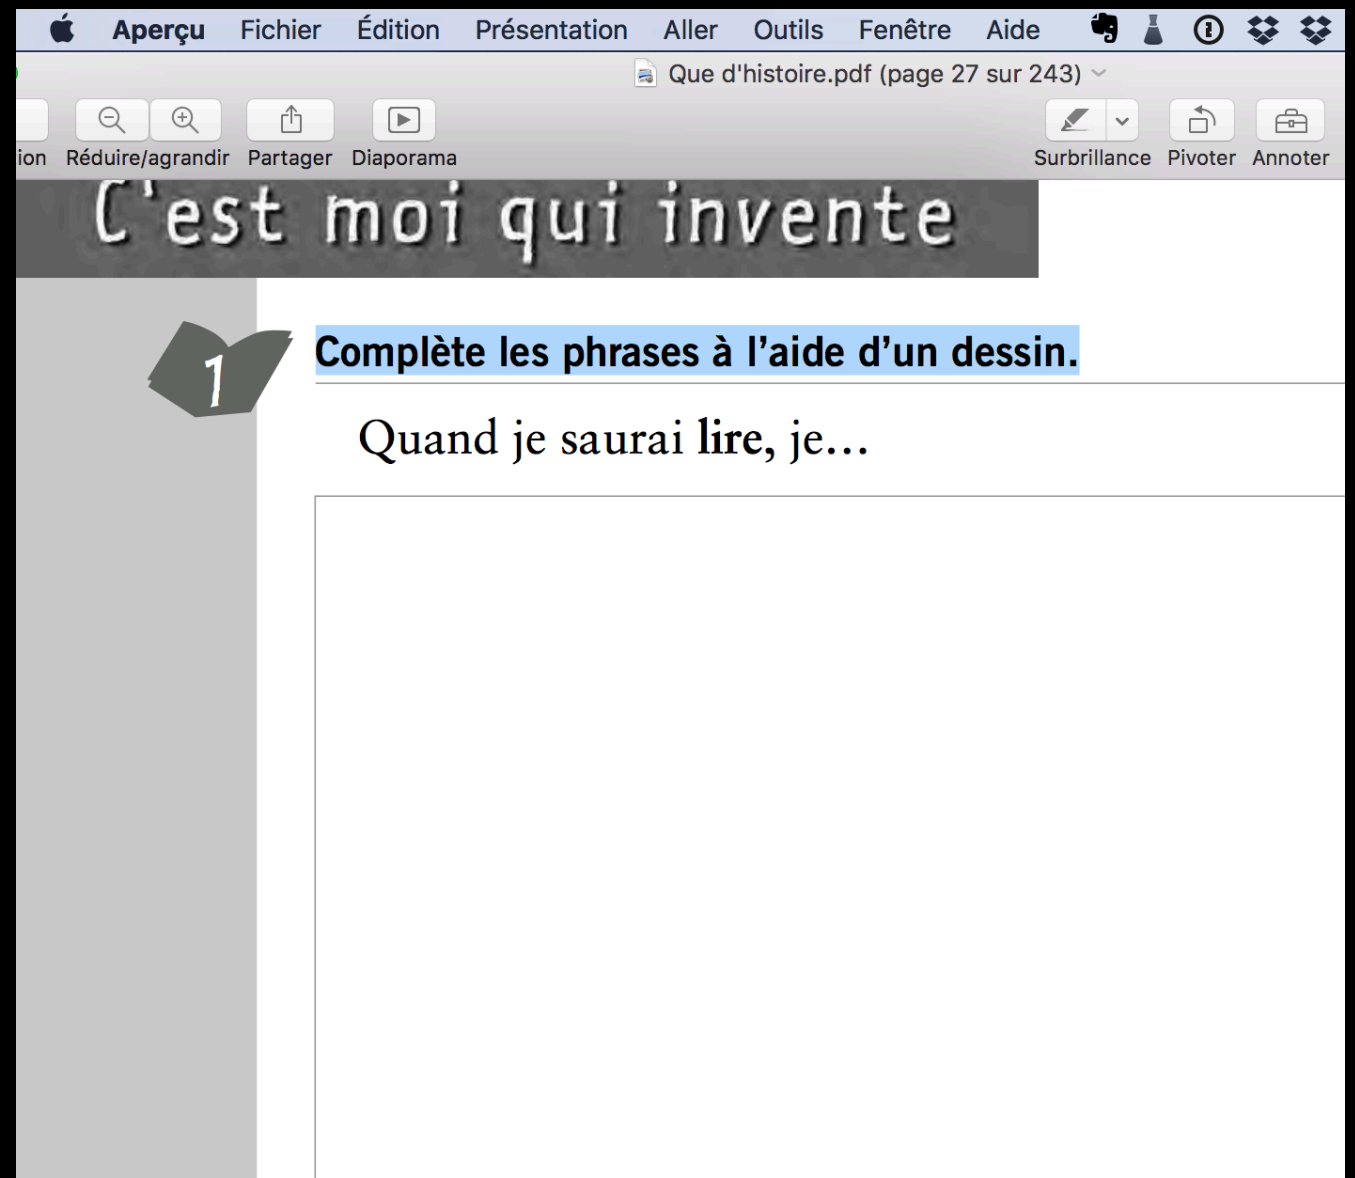 Aperçu Fichier Édition Présentation Aller Outils Fenêtre Aide
Que d'histoire.pdf (page 27 sur 243)
ion Réduire/agrandir Partager Diaporama Surbrillance Pivoter Annoter
C'est moi qui invente
1 Complète les phrases à l’aide d’un dessin.
Quand je saurai lire, je…